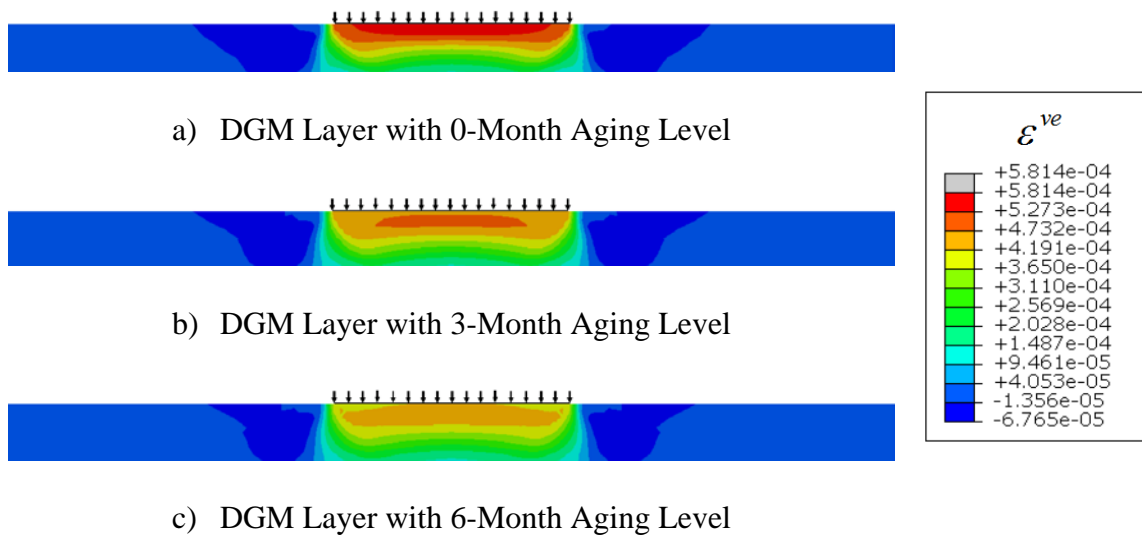 a) DGM Layer with 0-Month Aging Level
b) DGM Layer with 3-Month Aging Level
c) DGM Layer with 6-Month Aging Level
ε^ve
+5.814e-04
+5.814e-04
+5.273e-04
+4.732e-04
+4.191e-04
+3.650e-04
+3.110e-04
+2.569e-04
+2.028e-04
+1.487e-04
+9.461e-05
+4.053e-05
-1.356e-05
-6.765e-05